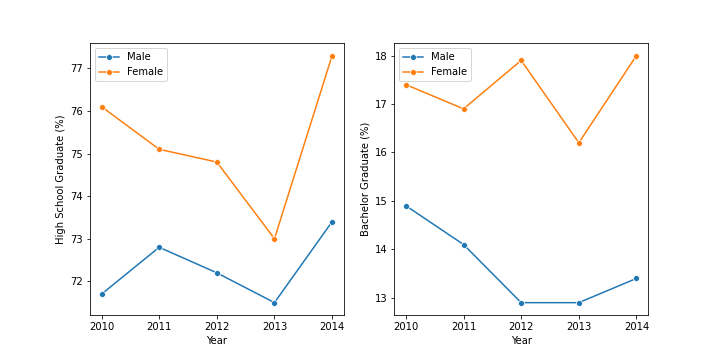 High School Graduate (%)
77
76
75
74
73
72
Male
Female
2010 2011 2012 2013 2014
Year
Bachelor Graduate (%)
18
17
16
15
14
13
Male
Female
2010 2011 2012 2013 2014
Year